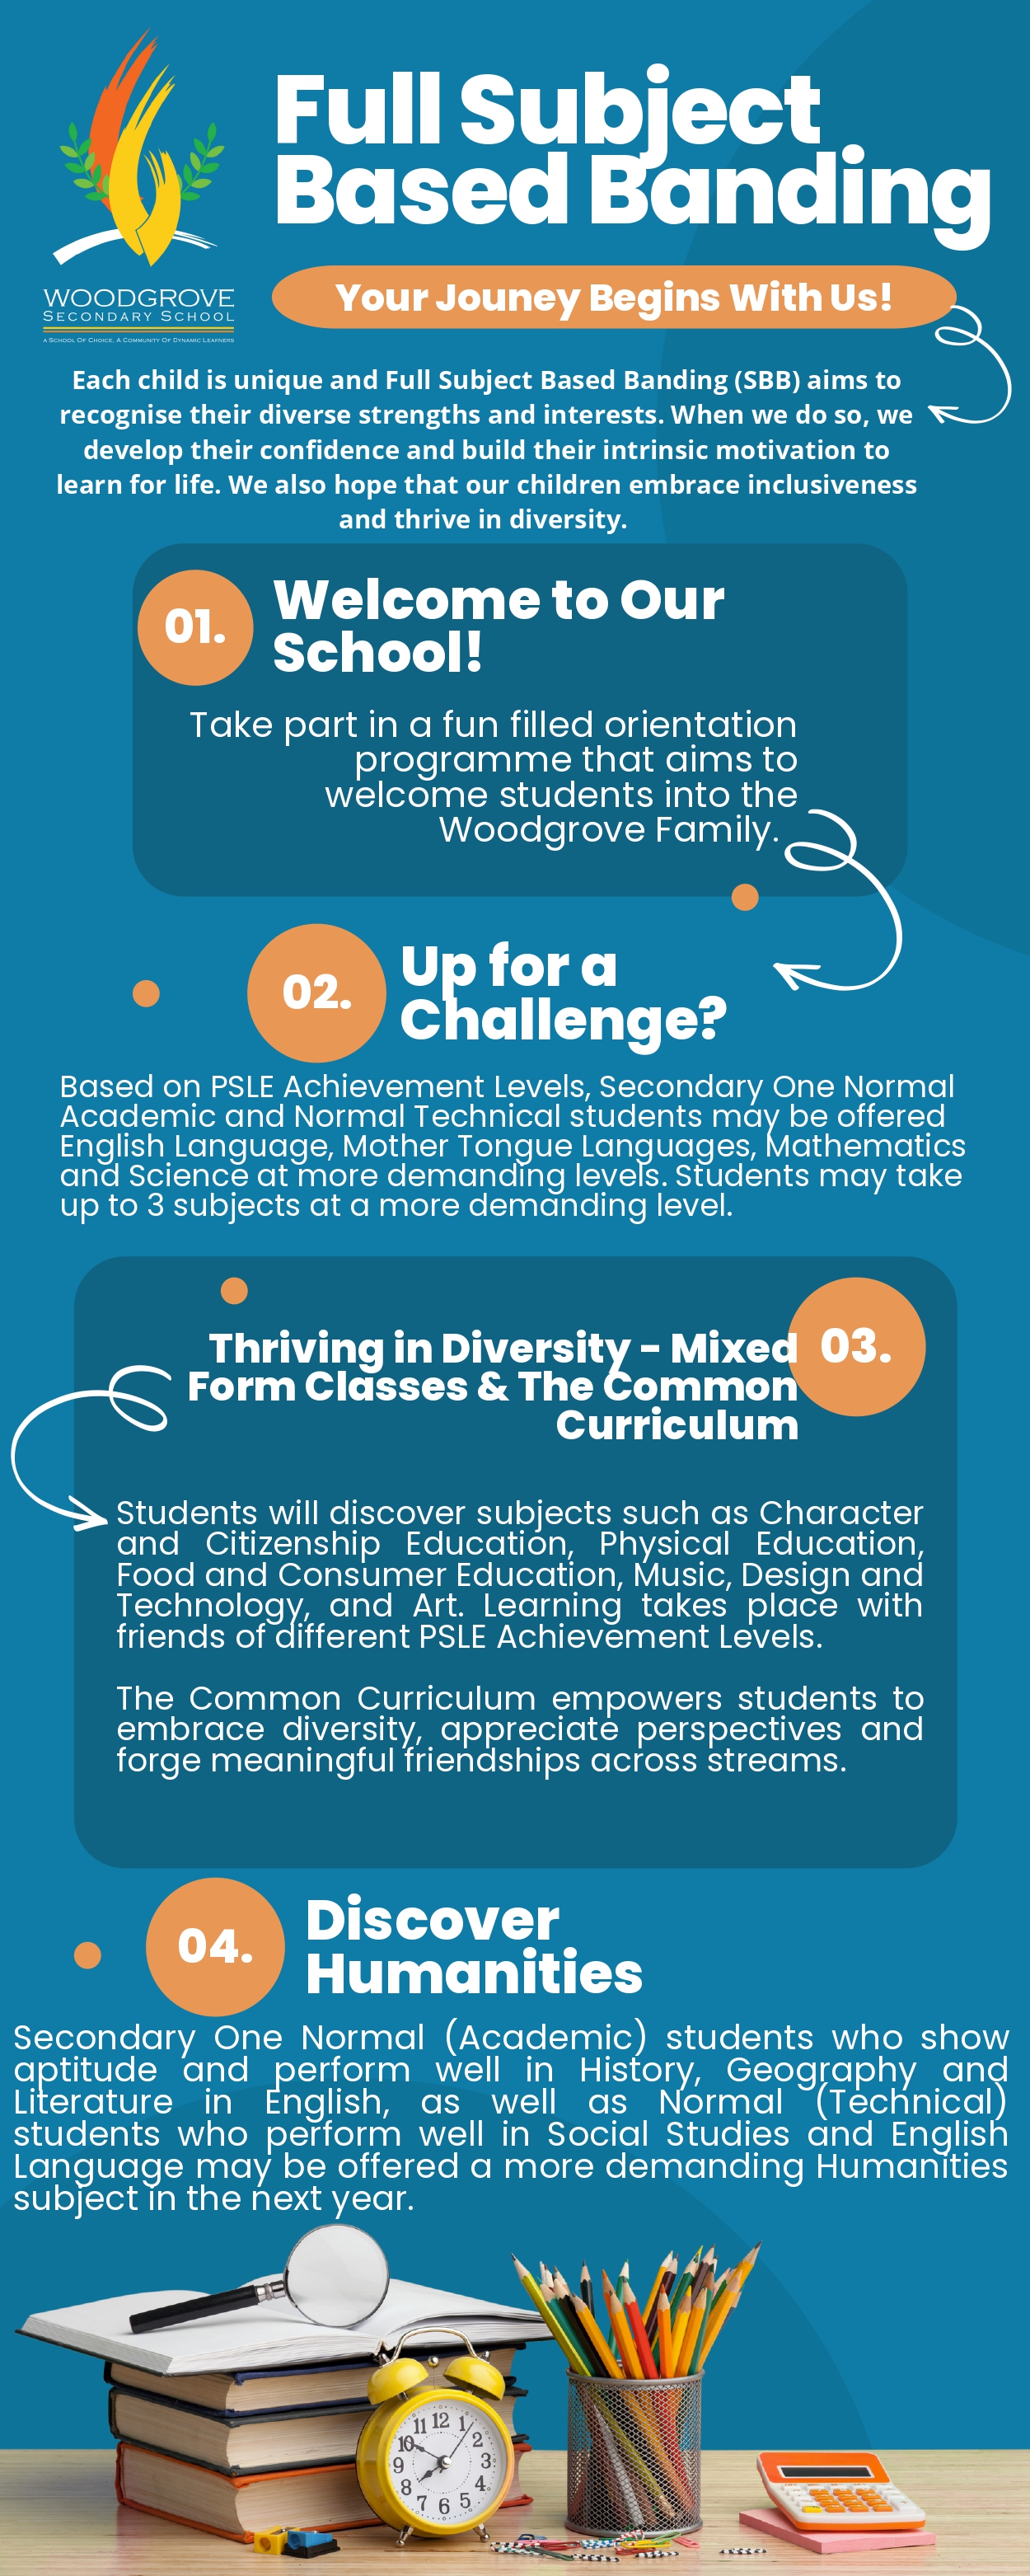 Full Subject
Based Banding
WOODGROVE
SECONDARY SCHOOL
A SCHOOL OF CHOICE, A COMMUNITY OF DYNAMIC LEARNERS
Your Jouney Begins With Us!
Each child is unique and Full Subject Based Banding (SBB) aims to
recognise their diverse strengths and interests. When we do so, we
develop their confidence and build their intrinsic motivation to
learn for life. We also hope that our children embrace inclusiveness
and thrive in diversity.
01.
Welcome to Our
School!
Take part in a fun filled orientation
programme that aims to
welcome students into the
Woodgrove Family.
02.
Up for a
Challenge?
Based on PSLE Achievement Levels, Secondary One Normal
Academic and Normal Technical students may be offered
English Language, Mother Tongue Languages, Mathematics
and Science at more demanding levels. Students may take
up to 3 subjects at a more demanding level.
03.
Thriving in Diversity - Mixed
Form Classes & The Common
Curriculum
Students will discover subjects such as Character
and Citizenship Education, Physical Education,
Food and Consumer Education, Music, Design and
Technology, and Art. Learning takes place with
friends of different PSLE Achievement Levels.
The Common Curriculum empowers students to
embrace diversity, appreciate perspectives and
forge meaningful friendships across streams.
04.
Discover
Humanities
Secondary One Normal (Academic) students who show
aptitude and perform well in History, Geography and
Literature in English, as well as Normal (Technical)
students who perform well in Social Studies and English
Language may be offered a more demanding Humanities
subject in the next year.
12 1 2 3 4 5 6 7 8 9 10 11